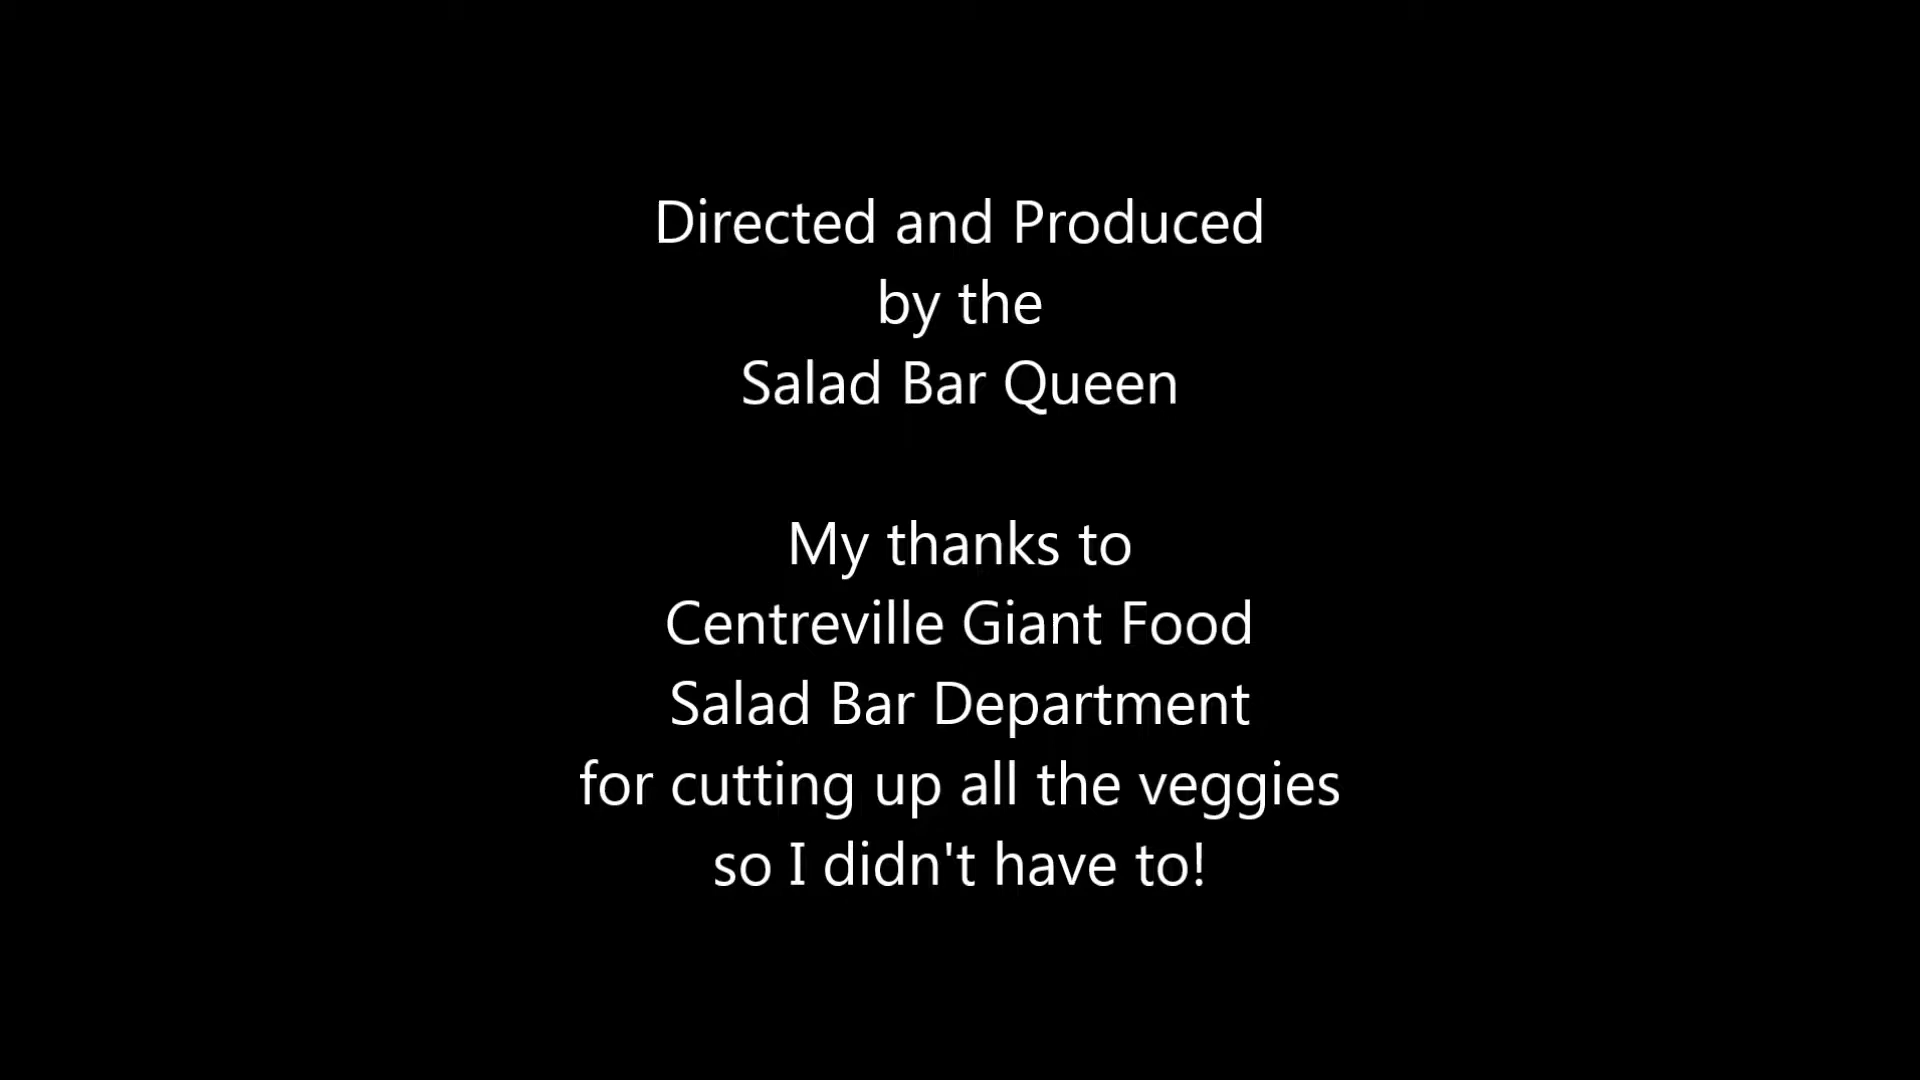 Directed and Produced
by the
Salad Bar Queen
My thanks to
Centreville Giant Food
Salad Bar Department
for cutting up all the veggies
so I didn't have to!